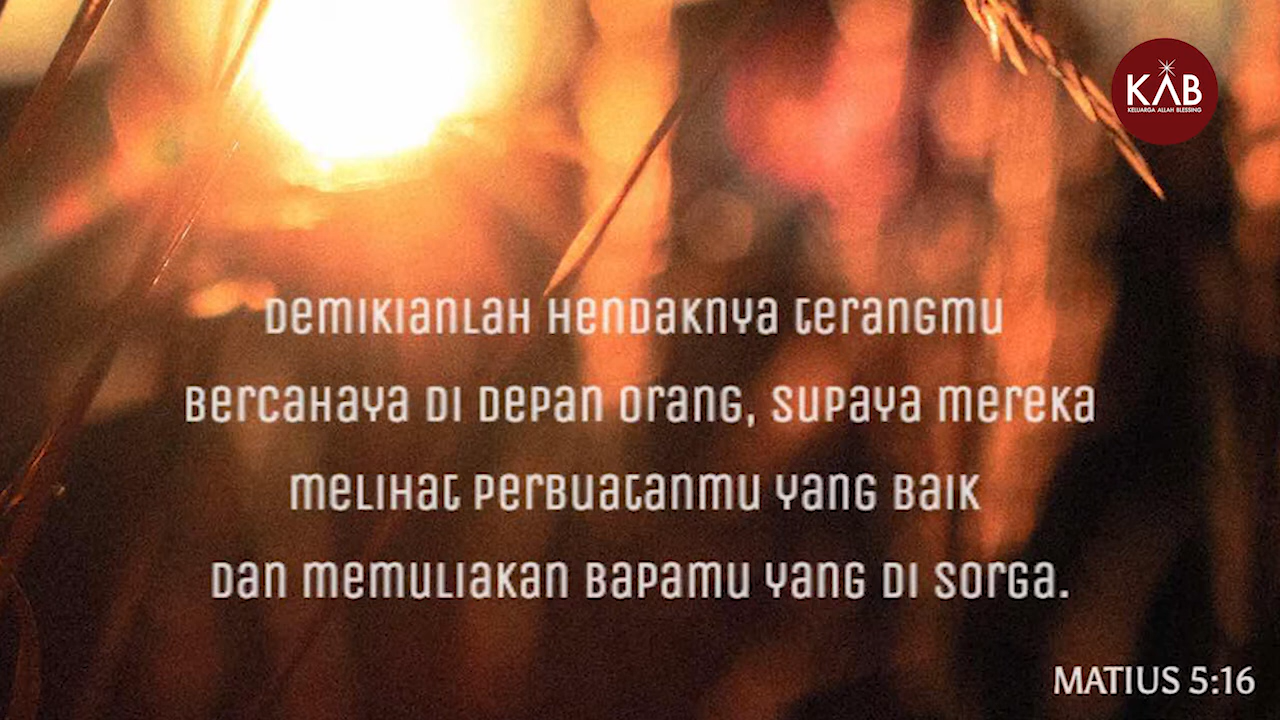 KAB
KELUARGA ALLAH BLESSING
Demikianlah hendaknya terangmu
bercahaya di depan orang, supaya mereka
melihat perbuatanmu yang baik
dan memuliakan Bapamu yang di sorga.
MATIUS 5:16